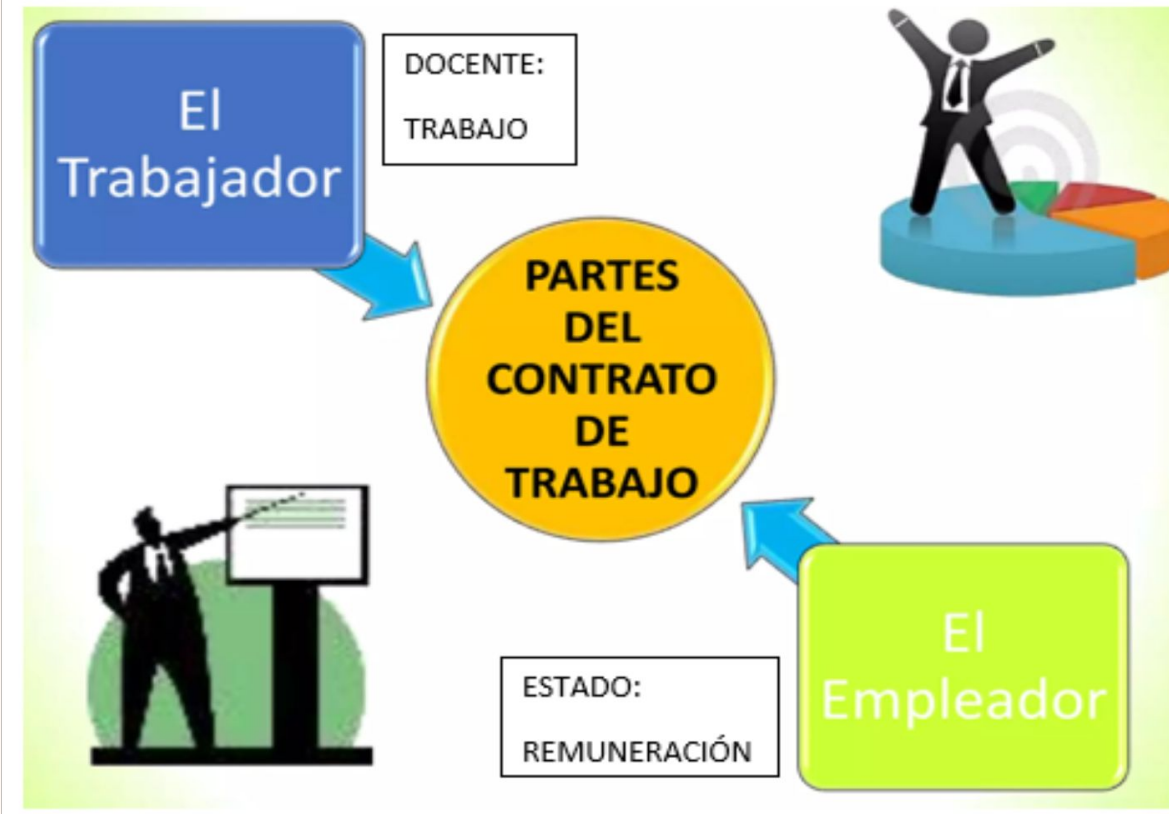 El
Trabajador
DOCENTE:
TRABAJO
PARTES
DEL
CONTRATO
DE
TRABAJO
ESTADO:
REMUNERACIÓN
El
Empleador